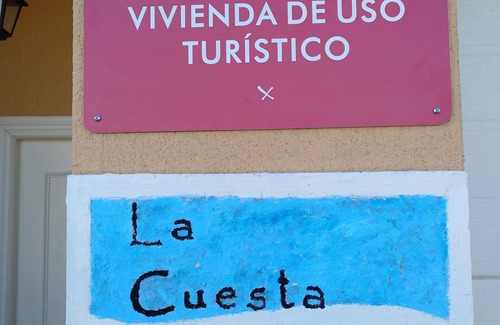 VIVIENDA DE USO
TURÍSTICO
La
Cuesta